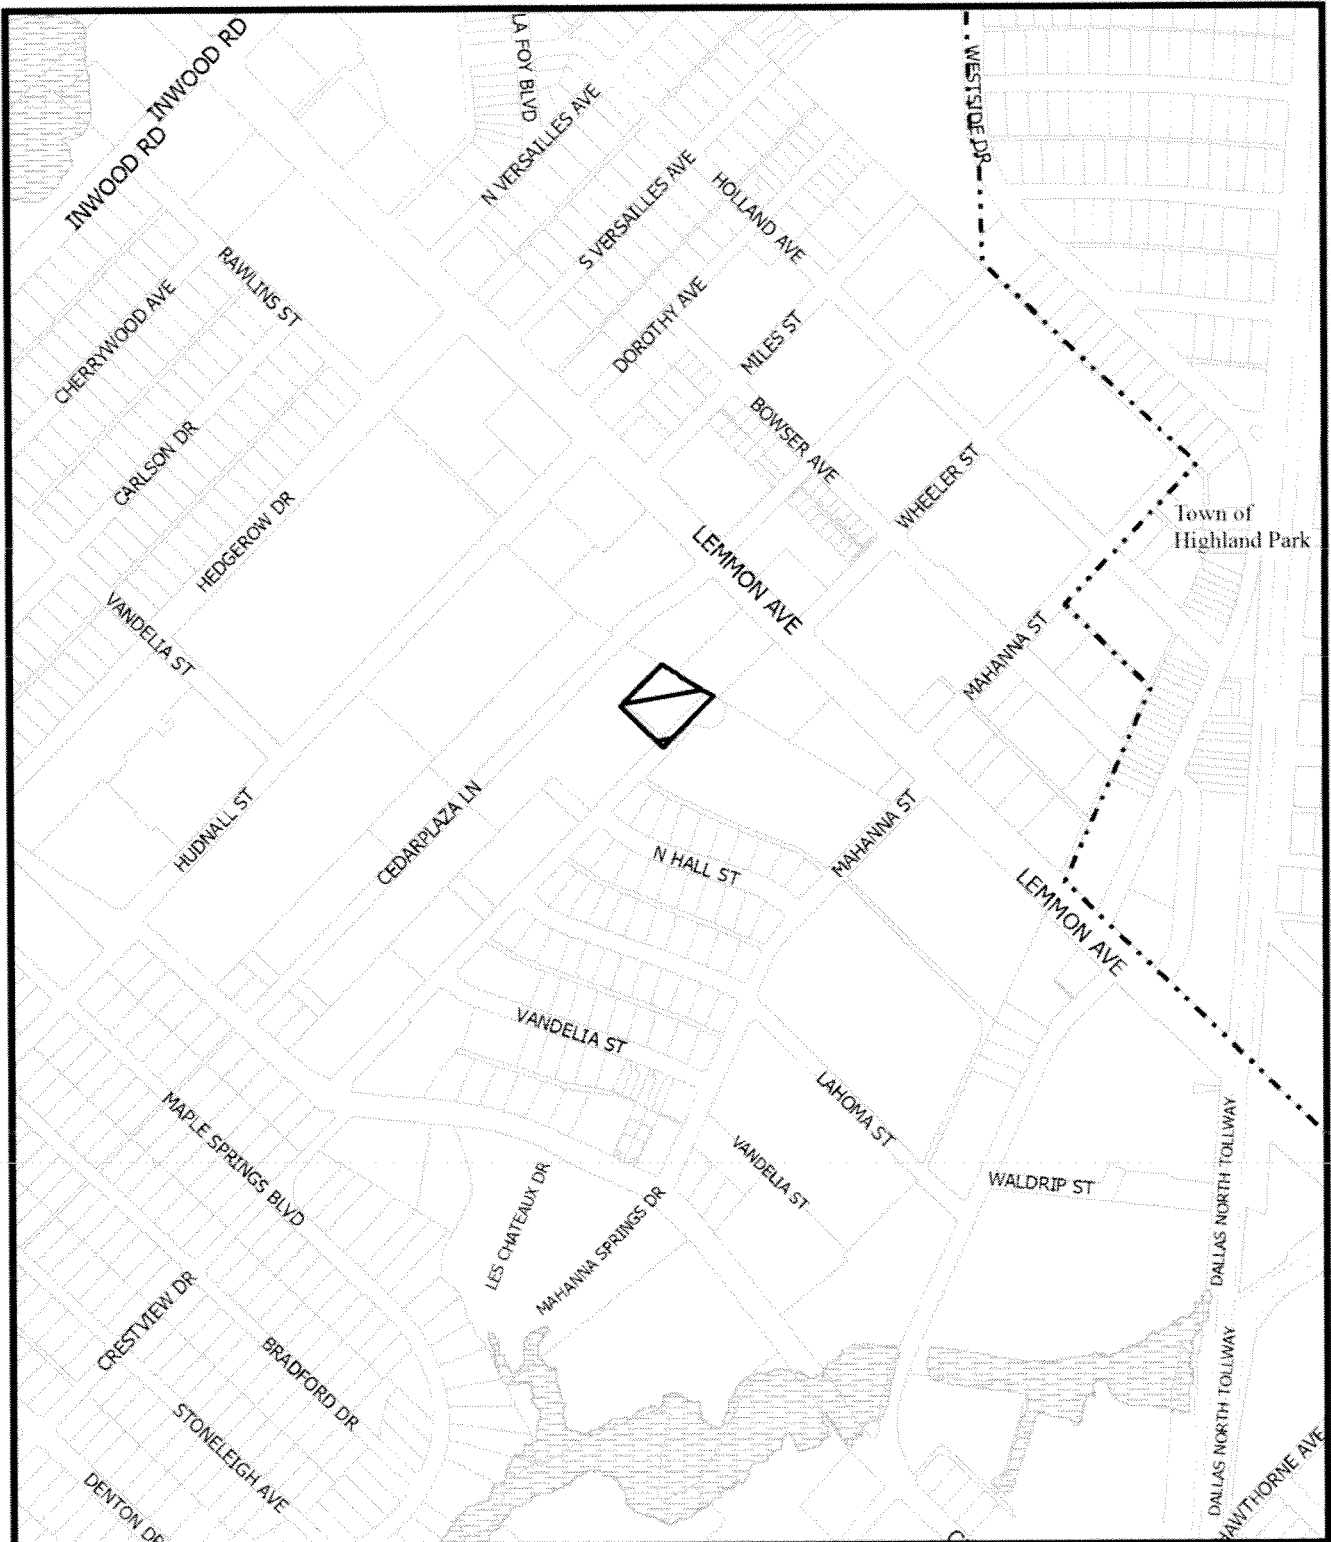 INWOOD RD
LA FOY BLVD
WESTSIDE DR
INWOOD RD
N VERSAILLES AVE
S VERSAILLES AVE
HOLLAND AVE
RAWLINS ST
CHERRYWOOD AVE
DOROTHY AVE
MILES ST
BOWSER AVE
CARLSON DR
WHEELER ST
HEDGEROW DR
Town of
Highland Park
LEMMON AVE
VANDELIA ST
MAHANNA ST
HUDNALL ST
CEDARPLAZA LN
MAHANNA ST
N HALL ST
LEMMON AVE
VANDELIA ST
LAHOMA ST
MAPLE SPRINGS BLVD
VANDELIA ST
WALDRIP ST
DALLAS NORTH TOLLWAY
LES CHATEAUX DR
MAHANNA SPRINGS DR
CRESTVIEW DR
BRADFORD DR
DALLAS NORTH TOLLWAY
STONELEIGH AVE
HAWTHORNE AVE
DENTON DR